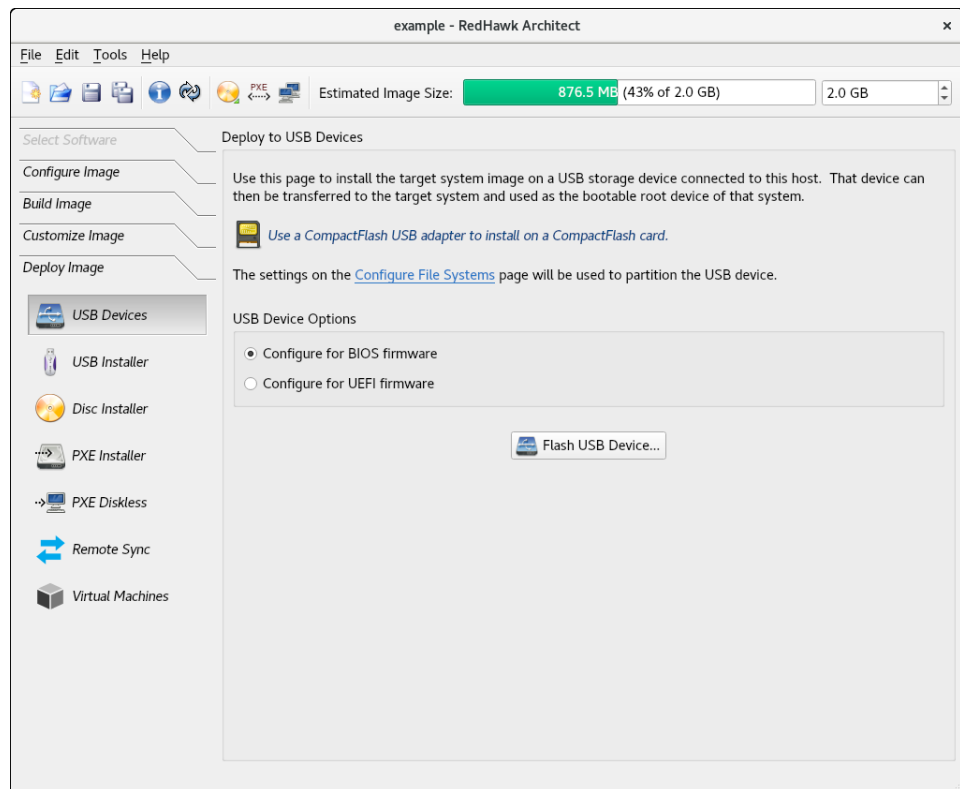 example - RedHawk Architect
×
File Edit Tools Help
PXE
Estimated Image Size:
876.5 MB (43% of 2.0 GB)
2.0 GB
Select Software
Configure Image
Build Image
Customize Image
Deploy Image
USB Devices
USB Installer
Disc Installer
PXE Installer
PXE Diskless
Remote Sync
Virtual Machines
Deploy to USB Devices
Use this page to install the target system image on a USB storage device connected to this host. That device can
then be transferred to the target system and used as the bootable root device of that system.
Use a CompactFlash USB adapter to install on a CompactFlash card.
The settings on the Configure File Systems page will be used to partition the USB device.
USB Device Options
Configure for BIOS firmware
Configure for UEFI firmware
Flash USB Device...